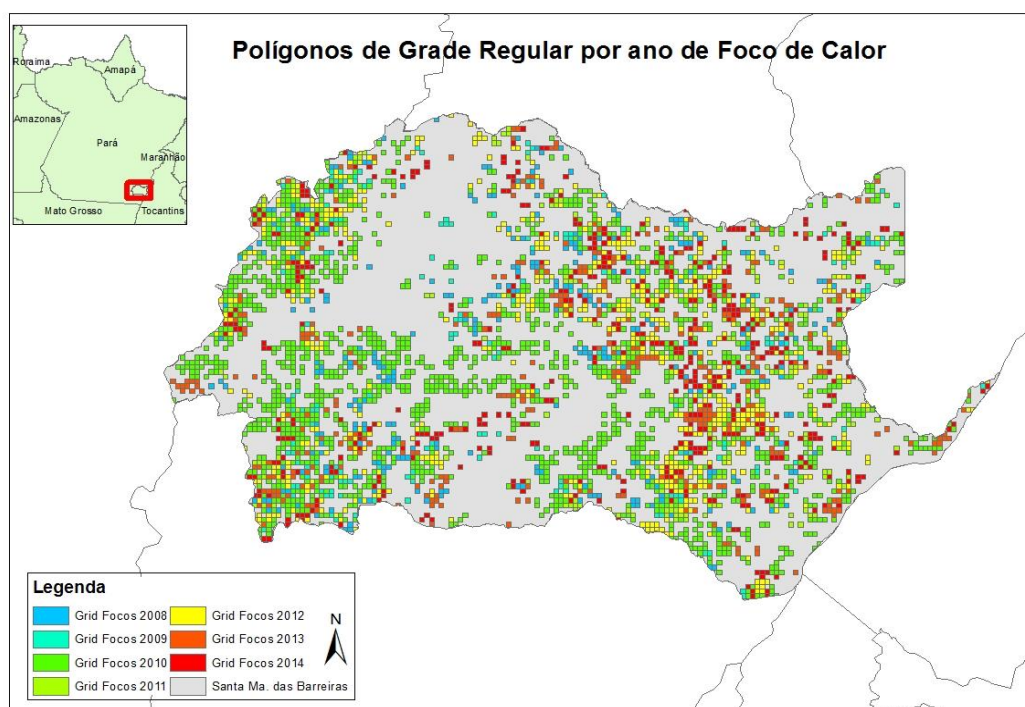 Polígonos de Grade Regular por ano de Foco de Calor
Roraima
Amapá
Amazonas
Pará
Maranhão
Mato Grosso
Tocantins
Legenda
Grid Focos 2008
Grid Focos 2009
Grid Focos 2010
Grid Focos 2011
Grid Focos 2012
Grid Focos 2013
Grid Focos 2014
Santa Ma. das Barreiras
N